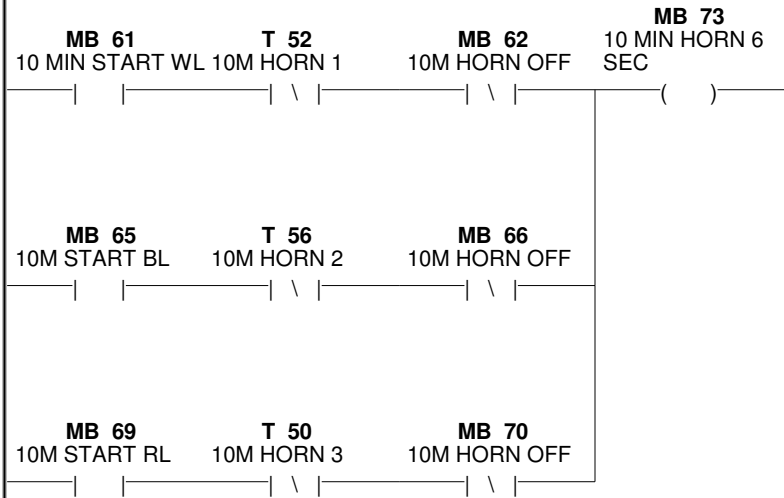 MB 73
MB 61 T 52 MB 62 10 MIN HORN 6
10 MIN START WL 10M HORN 1 10M HORN OFF SEC
MB 65 T 56 MB 66
10M START BL 10M HORN 2 10M HORN OFF
MB 69 T 50 MB 70
10M START RL 10M HORN 3 10M HORN OFF